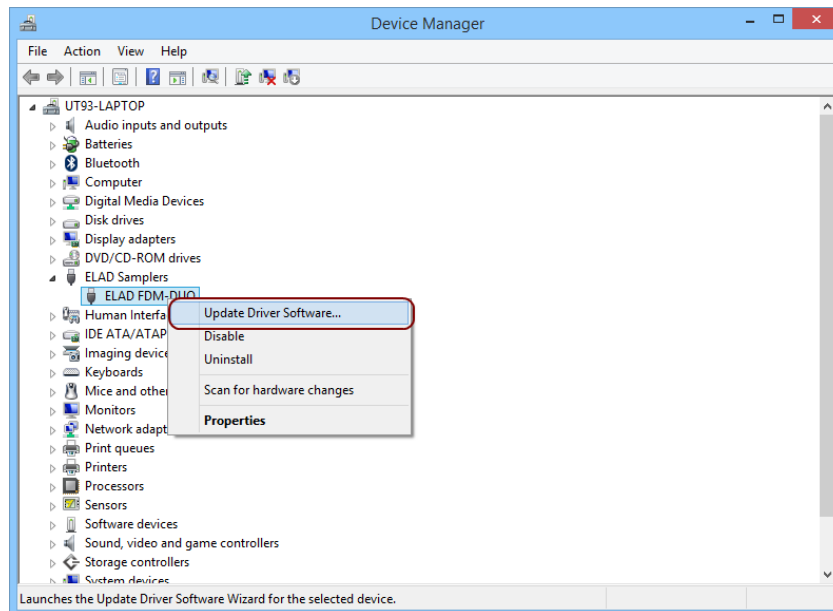 Device Manager
File Action View Help
UT93-LAPTOP
Audio inputs and outputs
Batteries
Bluetooth
Computer
Digital Media Devices
Disk drives
Display adapters
DVD/CD-ROM drives
ELAD Samplers
ELAD FDM-DUO
Update Driver Software...
Human Interfa
Disable
IDE ATA/ATAP
Uninstall
Imaging device
Keyboards
Scan for hardware changes
Mice and other
Monitors
Properties
Network adapt
Print queues
Printers
Processors
Sensors
Software devices
Sound, video and game controllers
Storage controllers
System devices
Launches the Update Driver Software Wizard for the selected device.